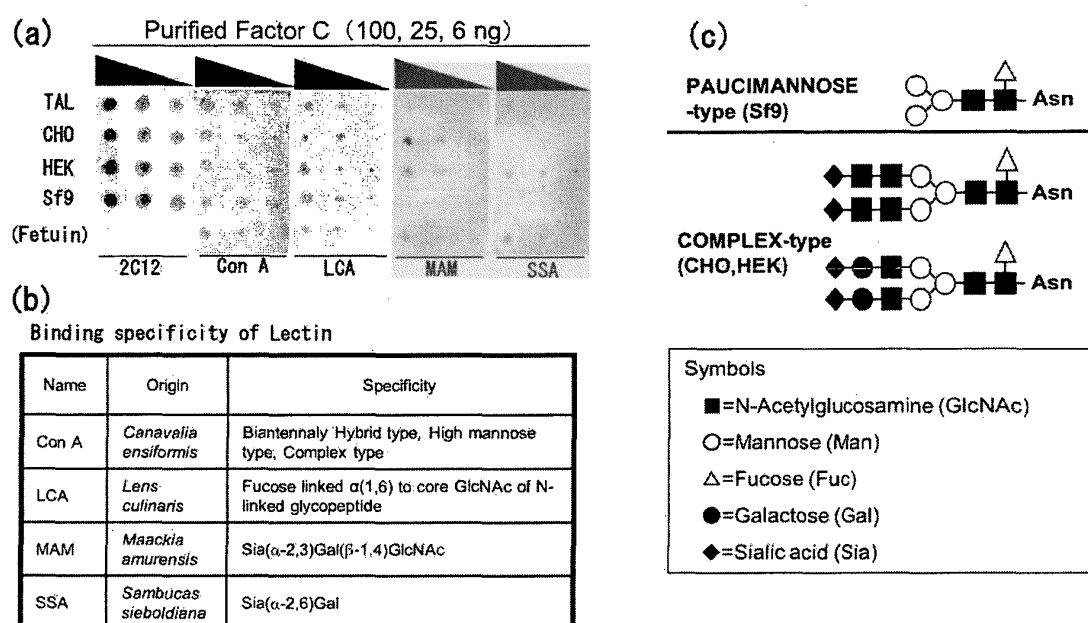 (a)
Purified Factor C (100, 25, 6 ng)
TAL
CHO
HEK
Sf9
(Fetuin)
2C12 Con A LCA MAM SSA
(b)
Binding specificity of Lectin
Name Origin Specificity
Con A Canavalia ensiformis Biantennaly Hybrid type, High mannose type, Complex type
LCA Lens culinaris Fucose linked α(1,6) to core GlcNAc of N-linked glycopeptide
MAM Maackia amurensis Sia(α-2,3)Gal(β-1,4)GlcNAc
SSA Sambucas sieboldiana Sia(α-2,6)Gal
(c)
PAUCIMANNOSE
-type (Sf9)
Asn
Asn
COMPLEX-type
(CHO,HEK)
Asn
Symbols
=N-Acetylglucosamine (GlcNAc)
=Mannose (Man)
=Fucose (Fuc)
=Galactose (Gal)
=Sialic acid (Sia)